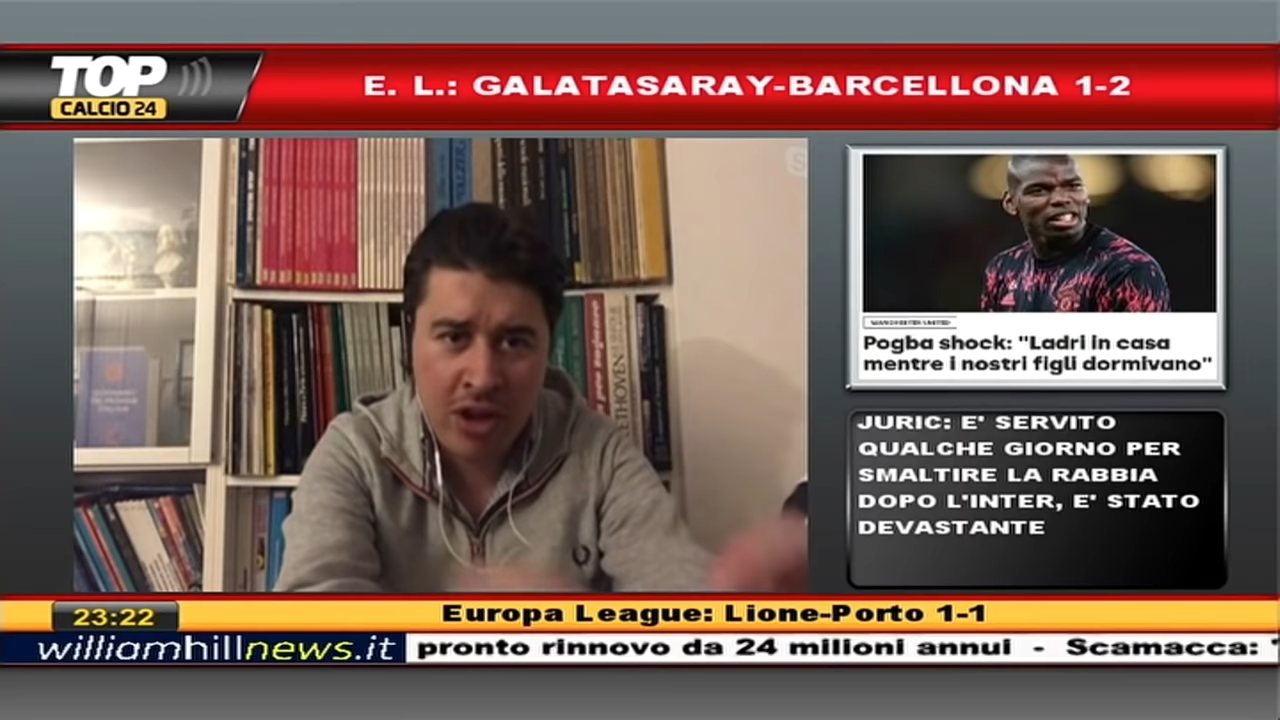 TOP
CALCIO 24
E. L.: GALATASARAY-BARCELLONA 1-2
S
MANCHESTER UNITED
Pogba shock: "Ladri in casa
mentre i nostri figli dormivano"
JURIC: E' SERVITO
QUALCHE GIORNO PER
SMALTIRE LA RABBIA
DOPO L'INTER, E' STATO
DEVASTANTE
23:22
Europa League: Lione-Porto 1-1
williamhillnews.it
pronto rinnovo da 24 milioni annui - Scamacca: